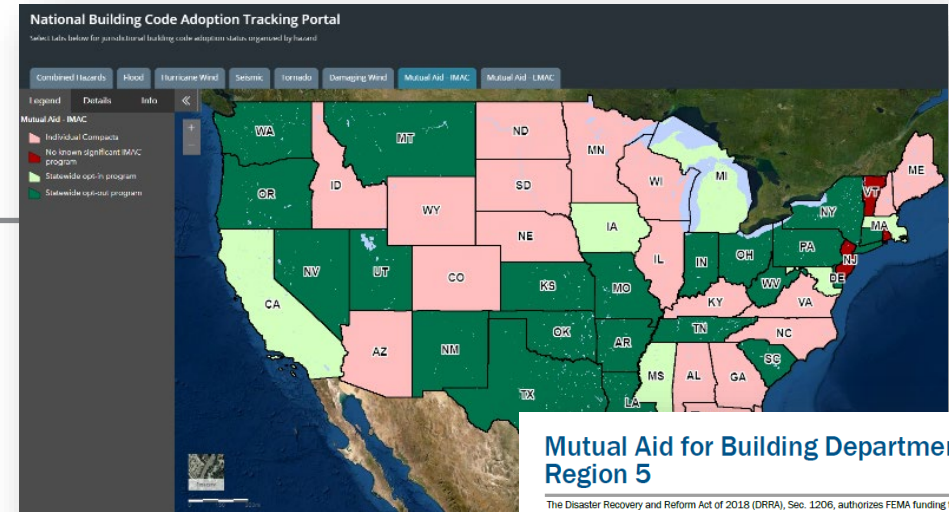 National Building Code Adoption Tracking Portal
Select tabs below for jurisdictional building code adoption status organized by hazard
Combined Hazards Flood Hurricane Wind Seismic Tornado Damaging Wind Mutual Aid - IMAC Mutual Aid - LMAC
Legend Details Info
Mutual Aid - IMAC
Individual Compacts
No known significant IMAC
program
Statewide opt-in program
Statewide opt-out program
WA MT ND MN ME
OR ID SD WI MI VT
WY NY MA
NE IA PA
NV UT CO IL IN OH NJ
CA KS MO WV DE
KY VA
AZ NM OK AR TN NC
SC
TX LA MS AL GA
Mutual Aid for Building Departme
Region 5
The Disaster Recovery and Reform Act of 2018 (DRRA), Sec. 1206, authorizes FEMA funding